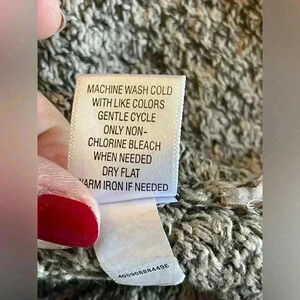 MACHINE WASH COLD
WITH LIKE COLORS
GENTLE CYCLE
ONLY NON-
CHLORINE BLEACH
WHEN NEEDED
DRY FLAT
WARM IRON IF NEEDED